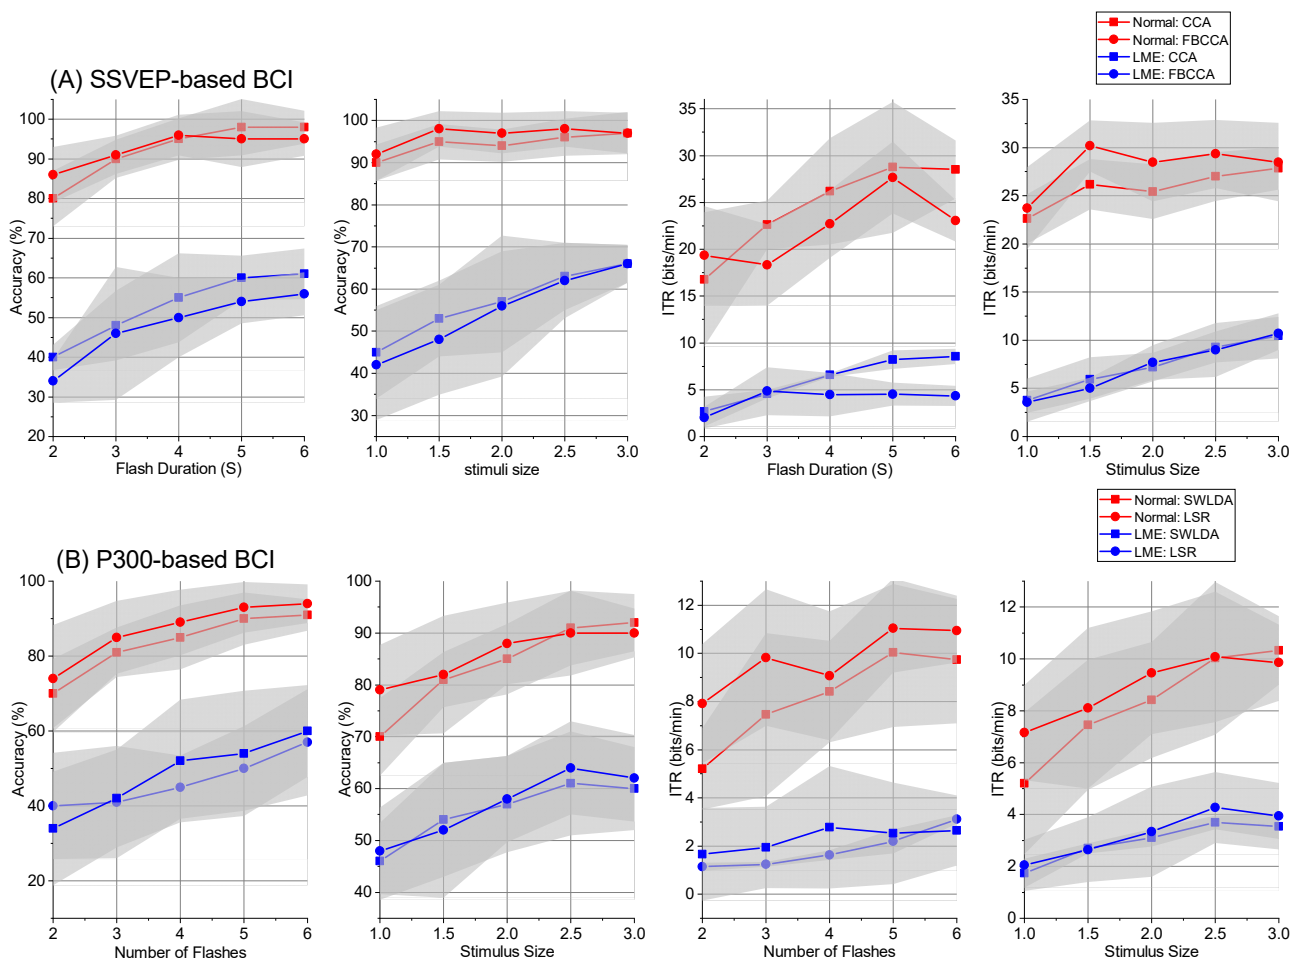 Normal: CCA
Normal: FBCCA
LME: CCA
LME: FBCCA
(A) SSVEP-based BCI
100
90
80
70
60
50
40
30
20
Accuracy (%)
2 3 4 5 6
Flash Duration (S)
100
90
80
70
60
50
40
30
Accuracy (%)
1.0 1.5 2.0 2.5 3.0
stimuli size
35
30
25
20
15
10
5
0
ITR (bits/min)
2 3 4 5 6
Flash Duration (S)
35
30
25
20
15
10
5
0
ITR (bits/min)
1.0 1.5 2.0 2.5 3.0
Stimulus Size
Normal: SWLDA
Normal: LSR
LME: SWLDA
LME: LSR
(B) P300-based BCI
100
80
60
40
20
Accuracy (%)
2 3 4 5 6
Number of Flashes
100
90
80
70
60
50
40
Accuracy (%)
1.0 1.5 2.0 2.5 3.0
Stimulus Size
12
10
8
6
4
2
0
ITR (bits/min)
2 3 4 5 6
Number of Flashes
12
10
8
6
4
2
0
ITR (bits/min)
1.0 1.5 2.0 2.5 3.0
Stimulus Size